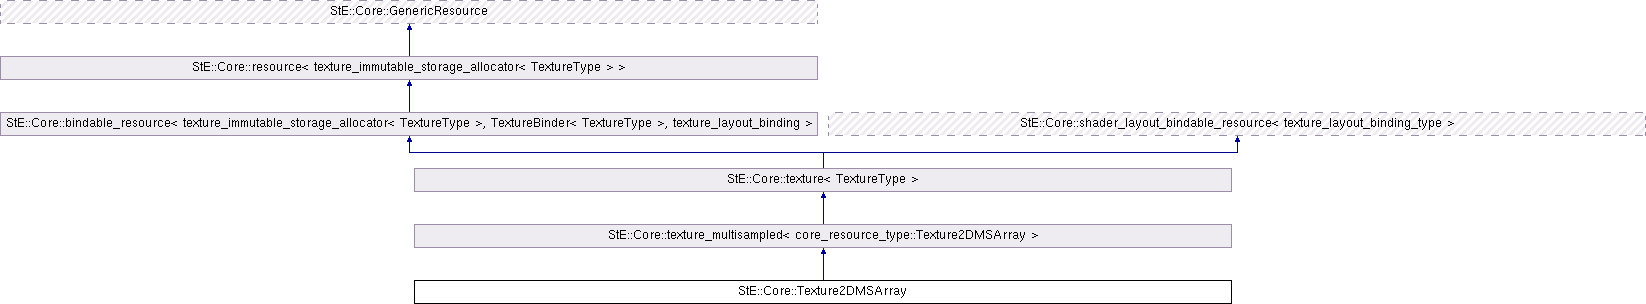 StE::Core::GenericResource
StE::Core::resource< texture_immutable_storage_allocator< TextureType > >
StE::Core::bindable_resource< texture_immutable_storage_allocator< TextureType >, TextureBinder< TextureType >, texture_layout_binding >
StE::Core::shader_layout_bindable_resource< texture_layout_binding_type >
StE::Core::texture< TextureType >
StE::Core::texture_multisampled< core_resource_type::Texture2DMSArray >
StE::Core::Texture2DMSArray